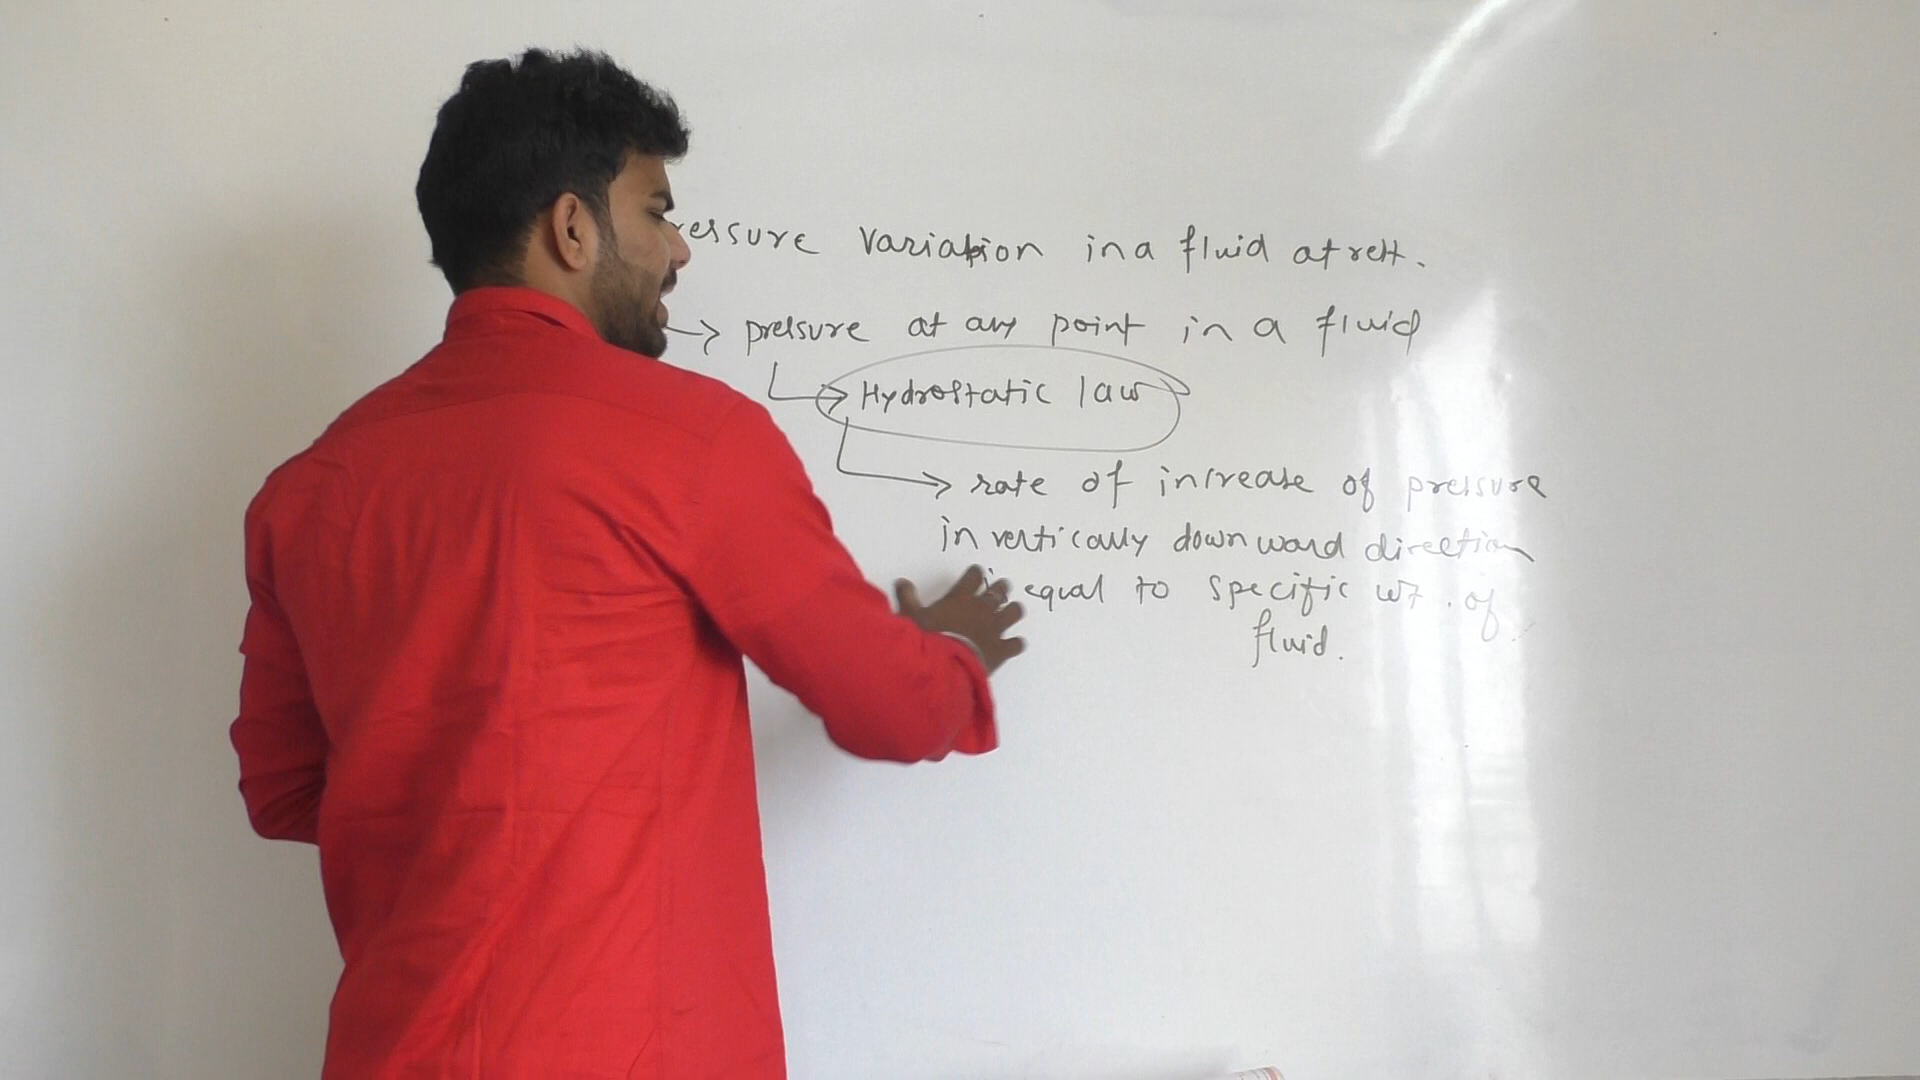 ressure variation in a fluid at rest.
→ pressure at any point in a fluid
→ Hydrostatic law
→ rate of increase of pressure
in vertically downward direction
is equal to specific wt. of
fluid.